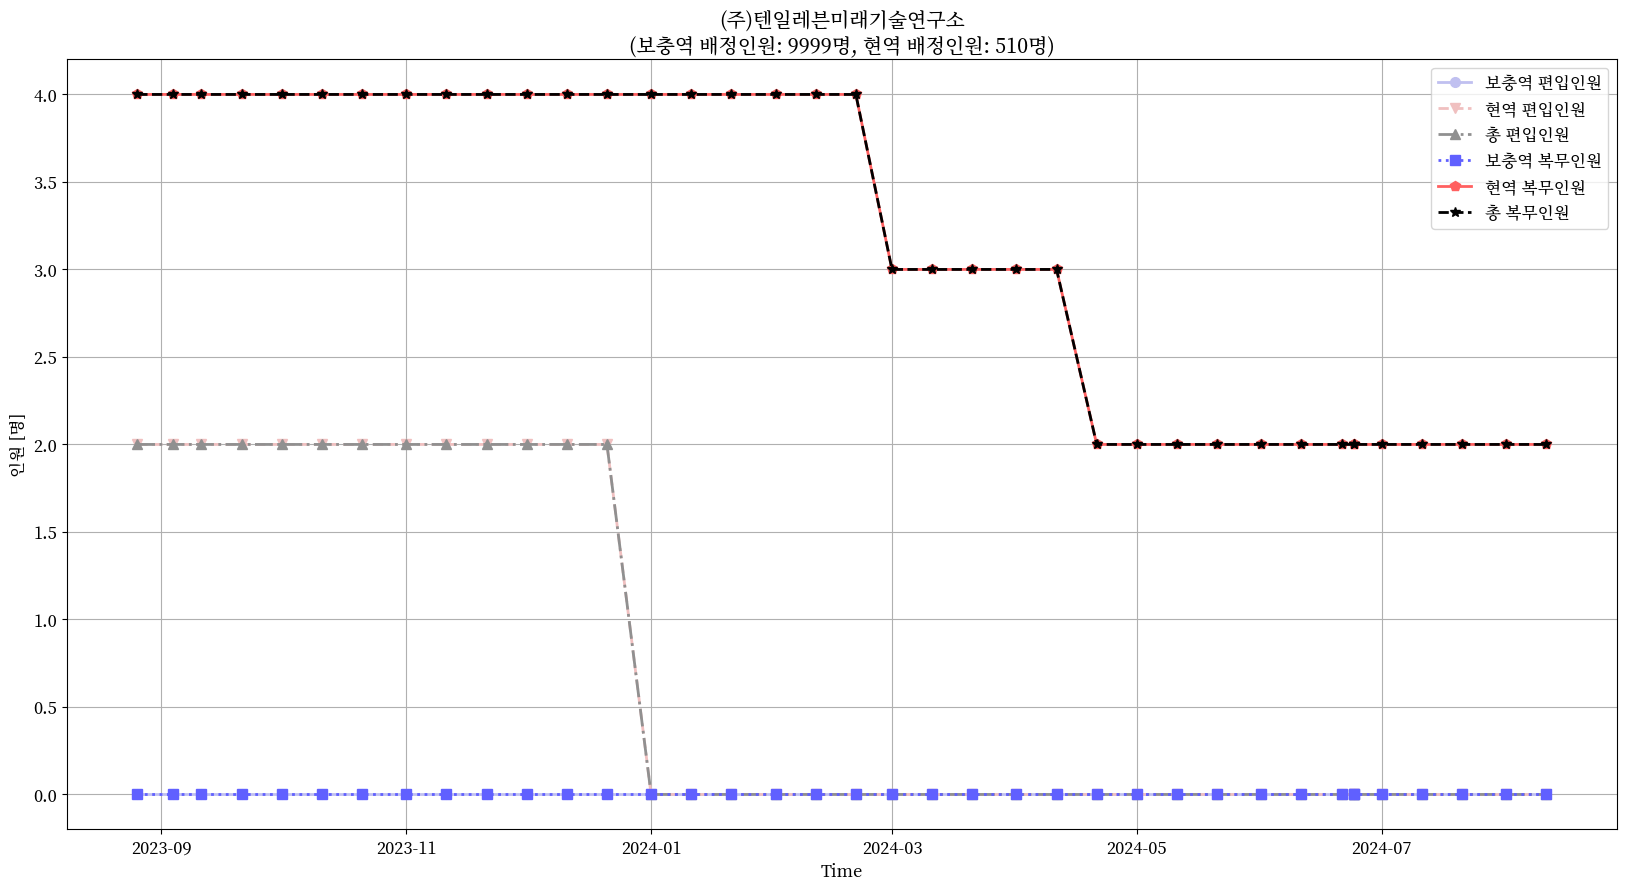 (주)텐일레븐미래기술연구소
(보충역 배정인원: 9999명, 현역 배정인원: 510명)
보충역 편입인원
현역 편입인원
총 편입인원
보충역 복무인원
현역 복무인원
총 복무인원
4.0
3.5
3.0
2.5
2.0
1.5
1.0
0.5
0.0
인원 [명]
2023-09
2023-11
2024-01
2024-03
2024-05
2024-07
Time